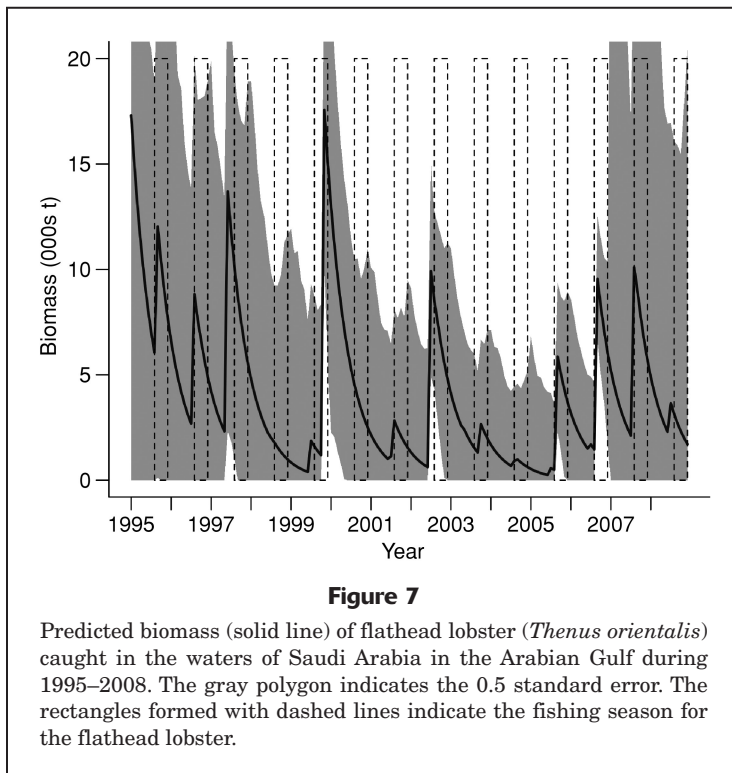 20
15
10
5
0
Biomass (000s t)
1995 1997 1999 2001 2003 2005 2007
Year
Figure 7
Predicted biomass (solid line) of flathead lobster (Thenus orientalis)
caught in the waters of Saudi Arabia in the Arabian Gulf during
1995–2008. The gray polygon indicates the 0.5 standard error. The
rectangles formed with dashed lines indicate the fishing season for
the flathead lobster.